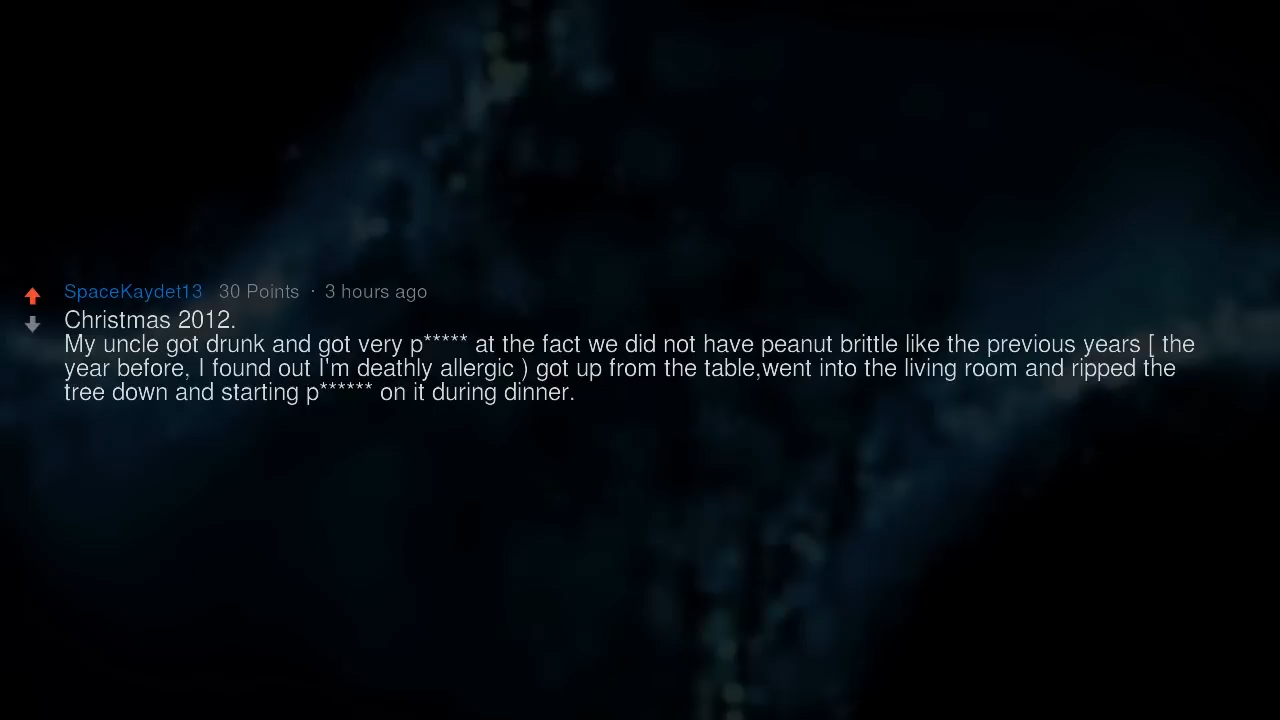 SpaceKaydet13 30 Points · 3 hours ago
Christmas 2012.
My uncle got drunk and got very p***** at the fact we did not have peanut brittle like the previous years [ the
year before, I found out I'm deathly allergic ) got up from the table,went into the living room and ripped the
tree down and starting p****** on it during dinner.